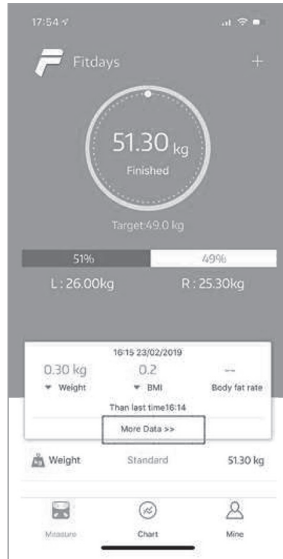 17:54
Fitdays +
51.30 kg
Finished
Target:49.0 kg
51% 49%
L : 26.00kg R : 25.30kg
16:15 23/02/2019
0.30 kg 0.2 --
Weight BMI Body fat rate
Than last time16:14
More Data >>
Weight Standard 51.30 kg
Measure Chart Mine